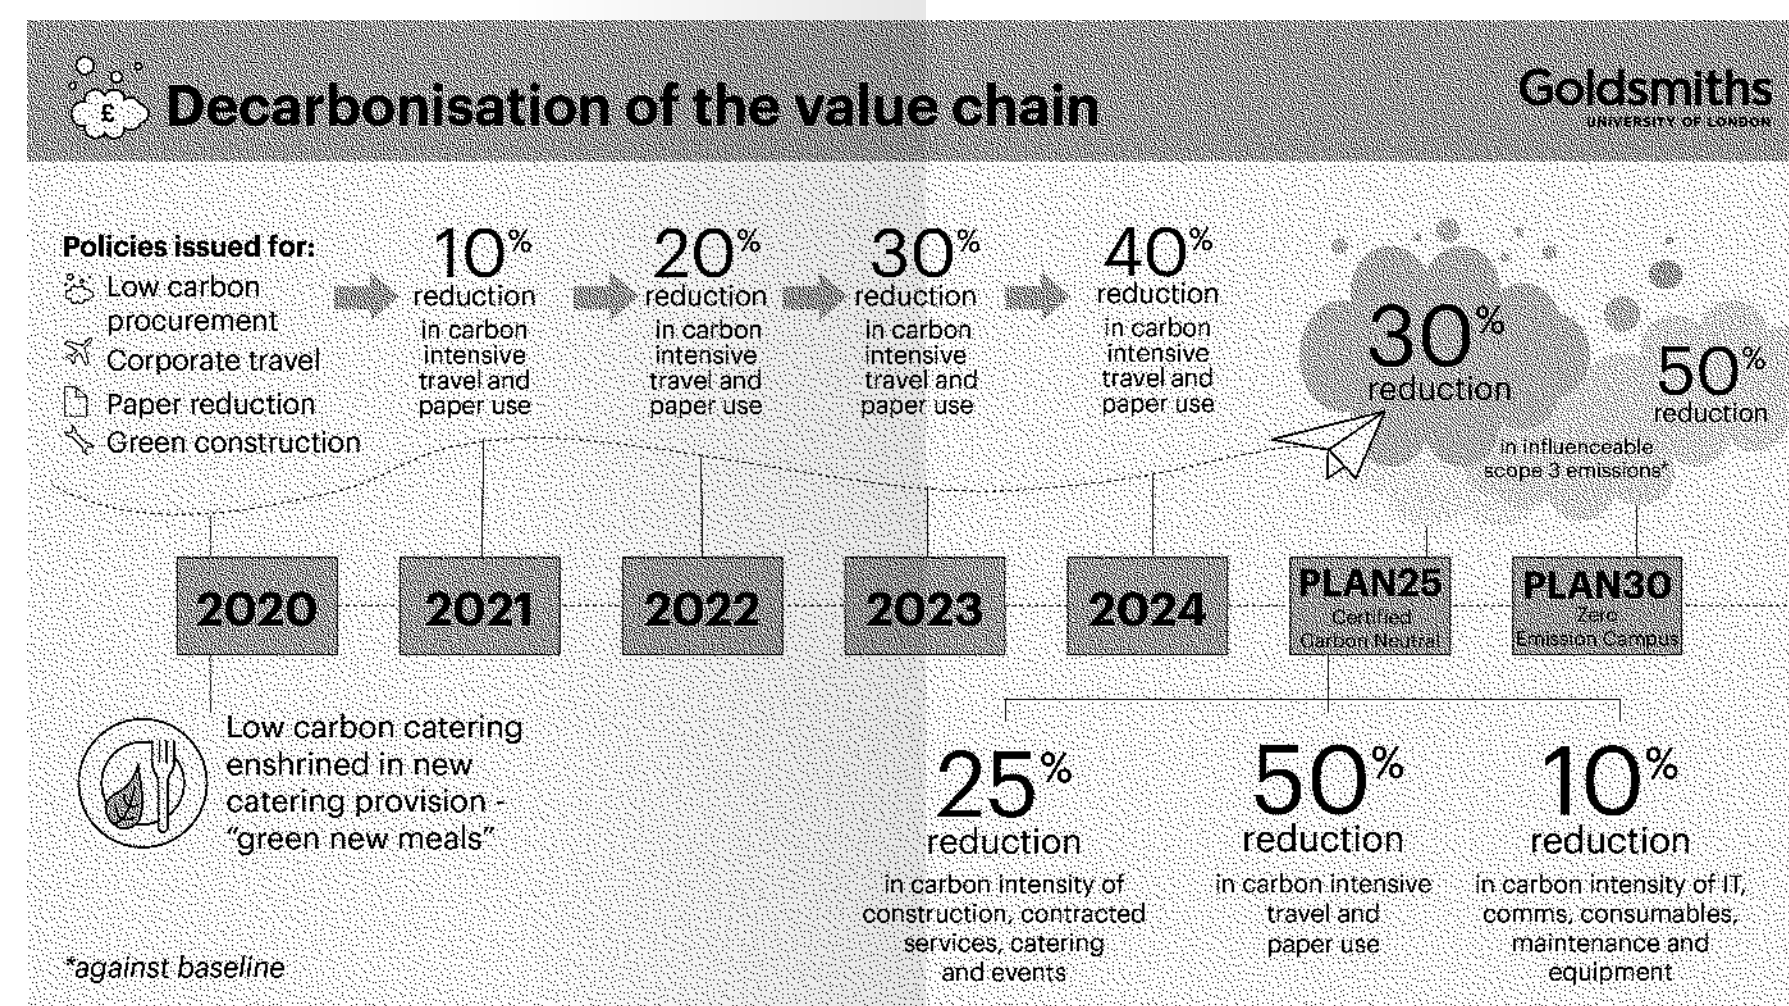 £
Decarbonisation of the value chain
Goldsmiths
UNIVERSITY OF LONDON
Policies issued for:
Low carbon
procurement
Corporate travel
Paper reduction
Green construction
10%
reduction
in carbon
intensive
travel and
paper use
20%
reduction
in carbon
intensive
travel and
paper use
30%
reduction
in carbon
intensive
travel and
paper use
40%
reduction
in carbon
intensive
travel and
paper use
30%
reduction
50%
reduction
in influenceable
scope 3 emissions*
2020
2021
2022
2023
2024
PLAN25
Certified
Carbon Neutral
PLAN30
Zero
Emission Campus
Low carbon catering
enshrined in new
catering provision -
“green new meals”
25%
reduction
in carbon intensity of
construction, contracted
services, catering
and events
50%
reduction
in carbon intensive
travel and
paper use
10%
reduction
in carbon intensity of IT,
comms, consumables,
maintenance and
equipment
*against baseline